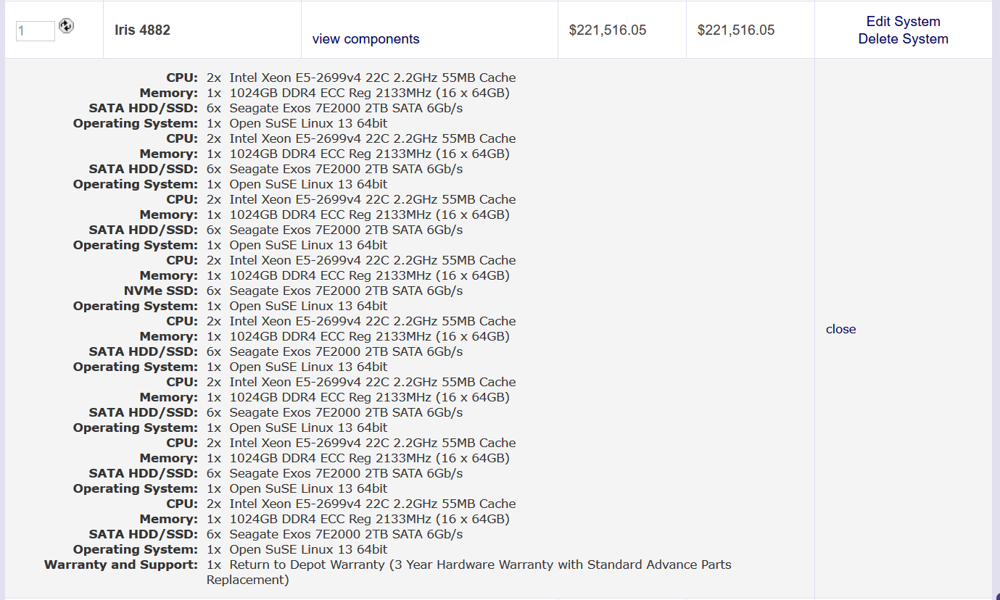 1 Iris 4882 view components $221,516.05 $221,516.05 Edit System
Delete System
CPU: 2x Intel Xeon E5-2699v4 22C 2.2GHz 55MB Cache
Memory: 1x 1024GB DDR4 ECC Reg 2133MHz (16 x 64GB)
SATA HDD/SSD: 6x Seagate Exos 7E2000 2TB SATA 6Gb/s
Operating System: 1x Open SuSE Linux 13 64bit
CPU: 2x Intel Xeon E5-2699v4 22C 2.2GHz 55MB Cache
Memory: 1x 1024GB DDR4 ECC Reg 2133MHz (16 x 64GB)
SATA HDD/SSD: 6x Seagate Exos 7E2000 2TB SATA 6Gb/s
Operating System: 1x Open SuSE Linux 13 64bit
CPU: 2x Intel Xeon E5-2699v4 22C 2.2GHz 55MB Cache
Memory: 1x 1024GB DDR4 ECC Reg 2133MHz (16 x 64GB)
SATA HDD/SSD: 6x Seagate Exos 7E2000 2TB SATA 6Gb/s
Operating System: 1x Open SuSE Linux 13 64bit
CPU: 2x Intel Xeon E5-2699v4 22C 2.2GHz 55MB Cache
Memory: 1x 1024GB DDR4 ECC Reg 2133MHz (16 x 64GB)
NVMe SSD: 6x Seagate Exos 7E2000 2TB SATA 6Gb/s
Operating System: 1x Open SuSE Linux 13 64bit
CPU: 2x Intel Xeon E5-2699v4 22C 2.2GHz 55MB Cache
Memory: 1x 1024GB DDR4 ECC Reg 2133MHz (16 x 64GB)
SATA HDD/SSD: 6x Seagate Exos 7E2000 2TB SATA 6Gb/s
Operating System: 1x Open SuSE Linux 13 64bit
CPU: 2x Intel Xeon E5-2699v4 22C 2.2GHz 55MB Cache
Memory: 1x 1024GB DDR4 ECC Reg 2133MHz (16 x 64GB)
SATA HDD/SSD: 6x Seagate Exos 7E2000 2TB SATA 6Gb/s
Operating System: 1x Open SuSE Linux 13 64bit
CPU: 2x Intel Xeon E5-2699v4 22C 2.2GHz 55MB Cache
Memory: 1x 1024GB DDR4 ECC Reg 2133MHz (16 x 64GB)
SATA HDD/SSD: 6x Seagate Exos 7E2000 2TB SATA 6Gb/s
Operating System: 1x Open SuSE Linux 13 64bit
CPU: 2x Intel Xeon E5-2699v4 22C 2.2GHz 55MB Cache
Memory: 1x 1024GB DDR4 ECC Reg 2133MHz (16 x 64GB)
SATA HDD/SSD: 6x Seagate Exos 7E2000 2TB SATA 6Gb/s
Operating System: 1x Open SuSE Linux 13 64bit
Warranty and Support: 1x Return to Depot Warranty (3 Year Hardware Warranty with Standard Advance Parts
Replacement)
close